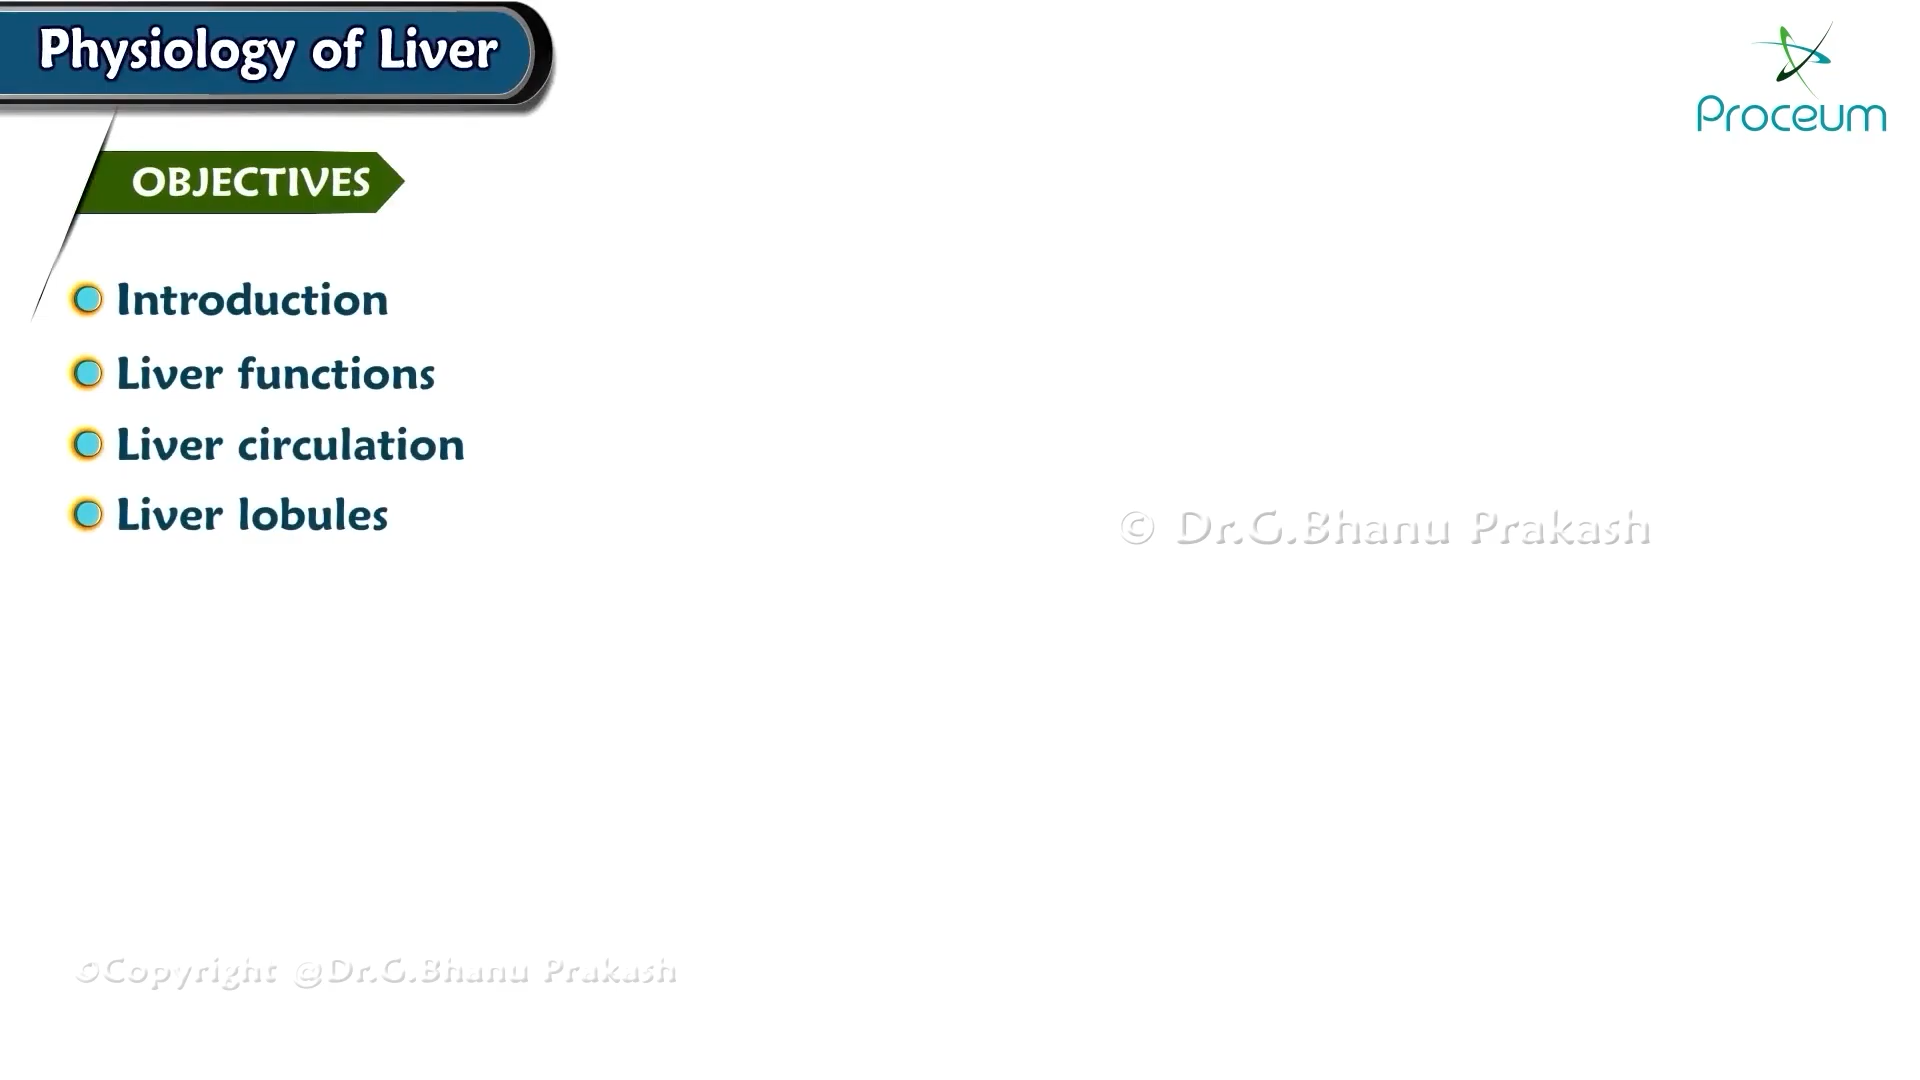 Physiology of Liver
Proceum
OBJECTIVES
Introduction
Liver functions
Liver circulation
Liver lobules
© Dr.G.Bhanu Prakash
©Copyright @Dr.G.Bhanu Prakash